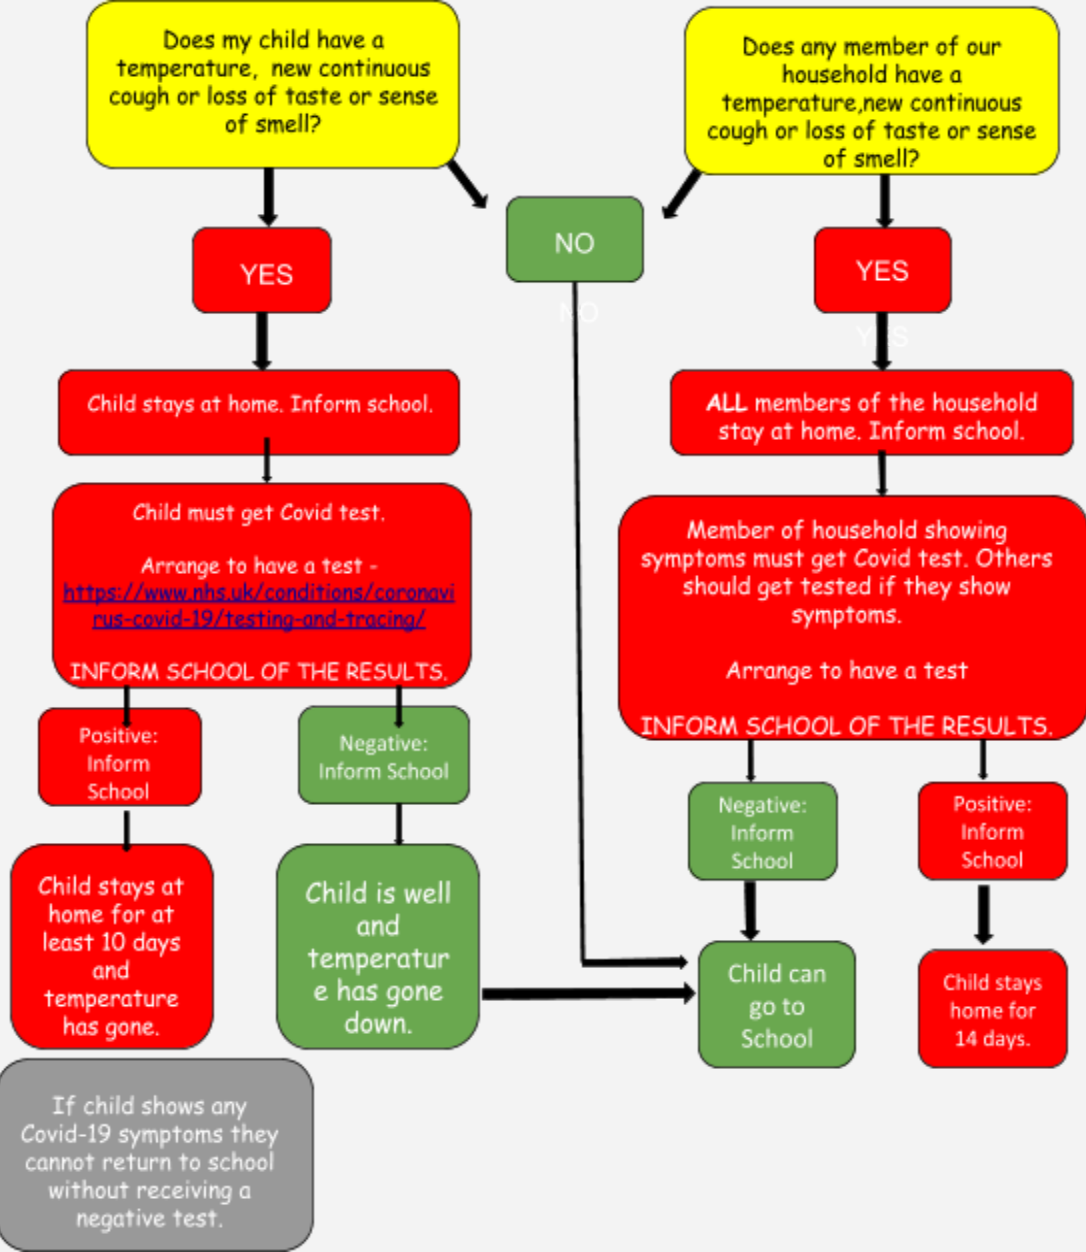 Does my child have a
temperature, new continuous
cough or loss of taste or sense
of smell?
Does any member of our
household have a
temperature,new continuous
cough or loss of taste or sense
of smell?
NO
YES
YES
NO
YES
Child stays at home. Inform school.
ALL members of the household
stay at home. Inform school.
Child must get Covid test.
Arrange to have a test -
https://www.nhs.uk/conditions/coronavi
rus-covid-19/testing-and-tracing/
INFORM SCHOOL OF THE RESULTS.
Member of household showing
symptoms must get Covid test. Others
should get tested if they show
symptoms.
Arrange to have a test
INFORM SCHOOL OF THE RESULTS.
Positive:
Inform
School
Negative:
Inform School
Negative:
Inform
School
Positive:
Inform
School
Child stays at
home for at
least 10 days
and
temperature
has gone.
Child is well
and
temperatur
e has gone
down.
Child can
go to
School
Child stays
home for
14 days.
If child shows any
Covid-19 symptoms they
cannot return to school
without receiving a
negative test.